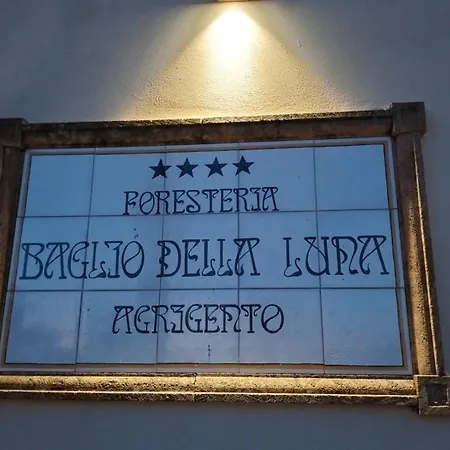 ★★★★
FORESTERIA
BAGLIO DELLA LUNA
AGRIGENTO